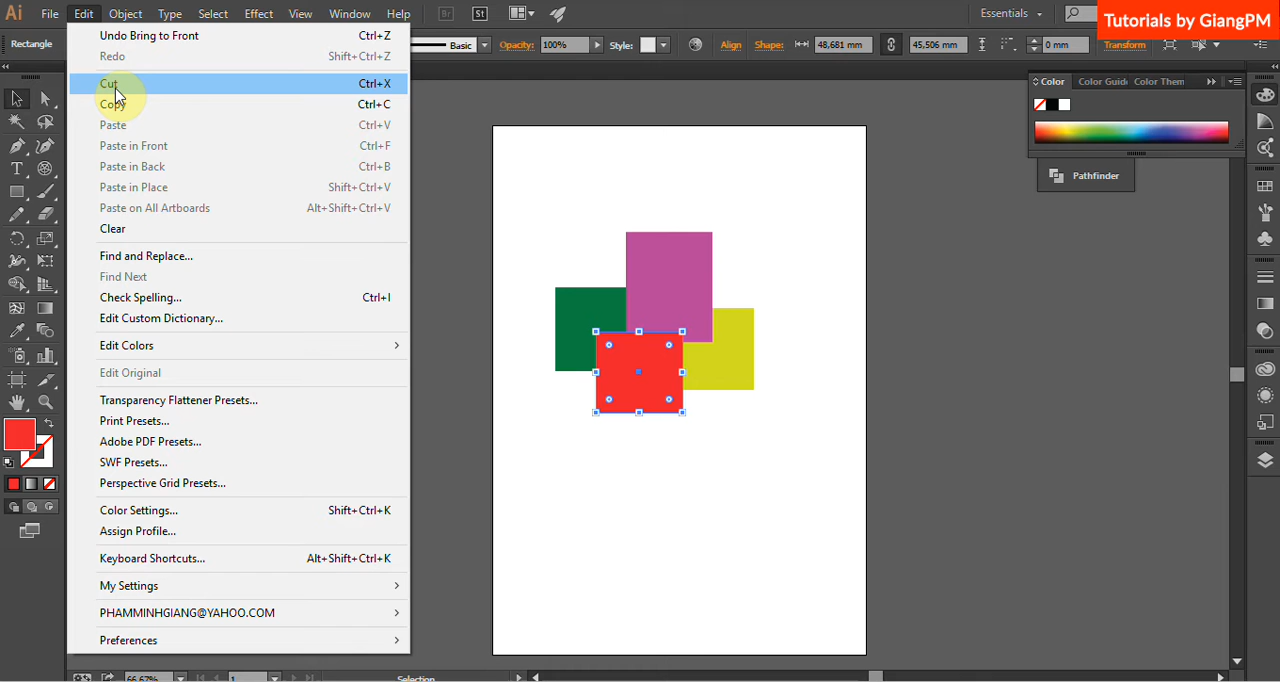 Ai File Edit Object Type Select Effect View Window Help Br St Essentials
Tutorials by GiangPM
Rectangle Basic Opacity: 100% Style: Align Shape: 48,681 mm 45,506 mm 0 mm Transform
Undo Bring to Front Ctrl+Z
Redo Shift+Ctrl+Z
Cut Ctrl+X
Copy Ctrl+C
Paste Ctrl+V
Paste in Front Ctrl+F
Paste in Back Ctrl+B
Paste in Place Shift+Ctrl+V
Paste on All Artboards Alt+Shift+Ctrl+V
Clear
Find and Replace...
Find Next
Check Spelling... Ctrl+I
Edit Custom Dictionary...
Edit Colors
Edit Original
Transparency Flattener Presets...
Print Presets...
Adobe PDF Presets...
SWF Presets...
Perspective Grid Presets...
Color Settings... Shift+Ctrl+K
Assign Profile...
Keyboard Shortcuts... Alt+Shift+Ctrl+K
My Settings
PHAMMINHGIANG@YAHOO.COM
Preferences
Color Color Guide Color Them
Pathfinder
66,67% 1 Selection